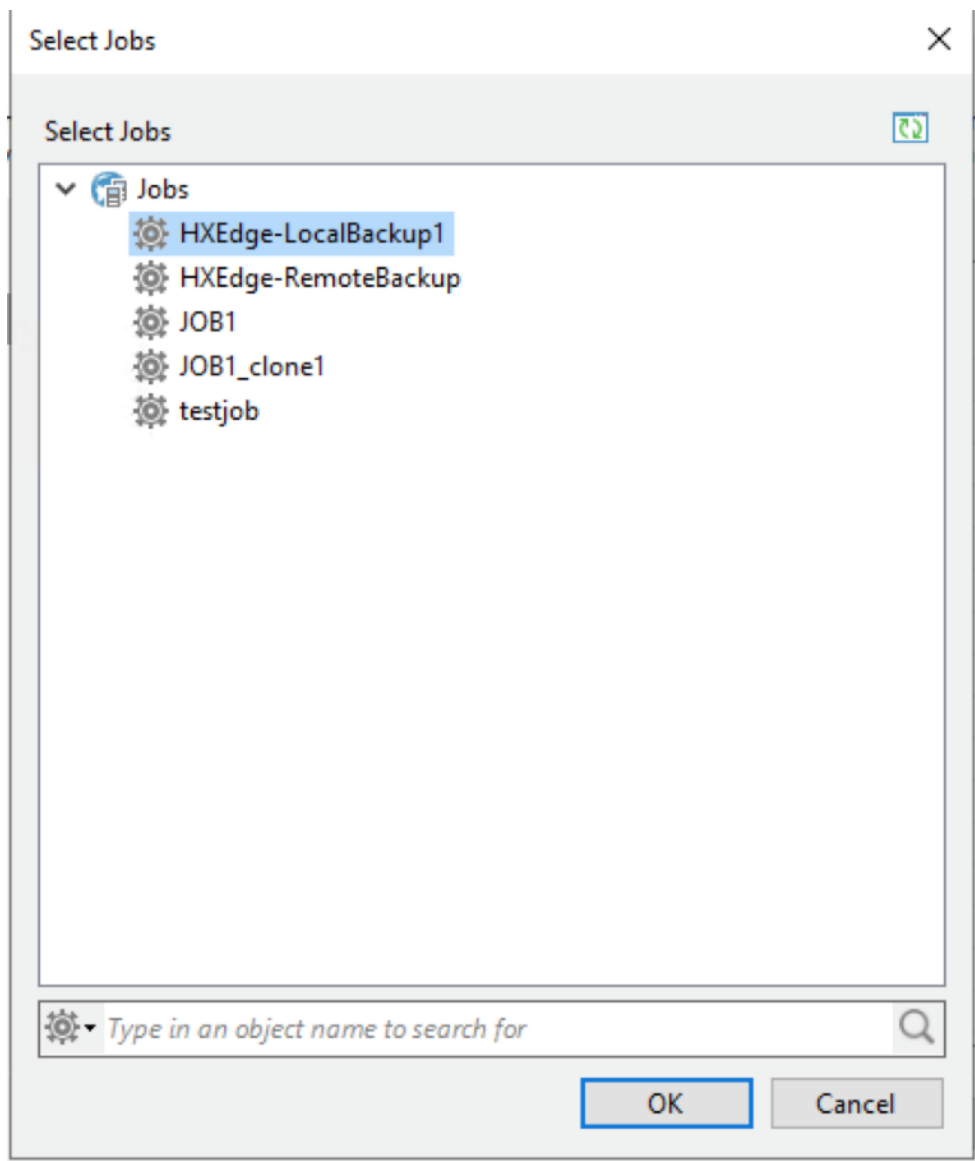 Select Jobs
Select Jobs
Jobs
HXEdge-LocalBackup1
HXEdge-RemoteBackup
JOB1
JOB1_clone1
testjob
Type in an object name to search for
OK
Cancel